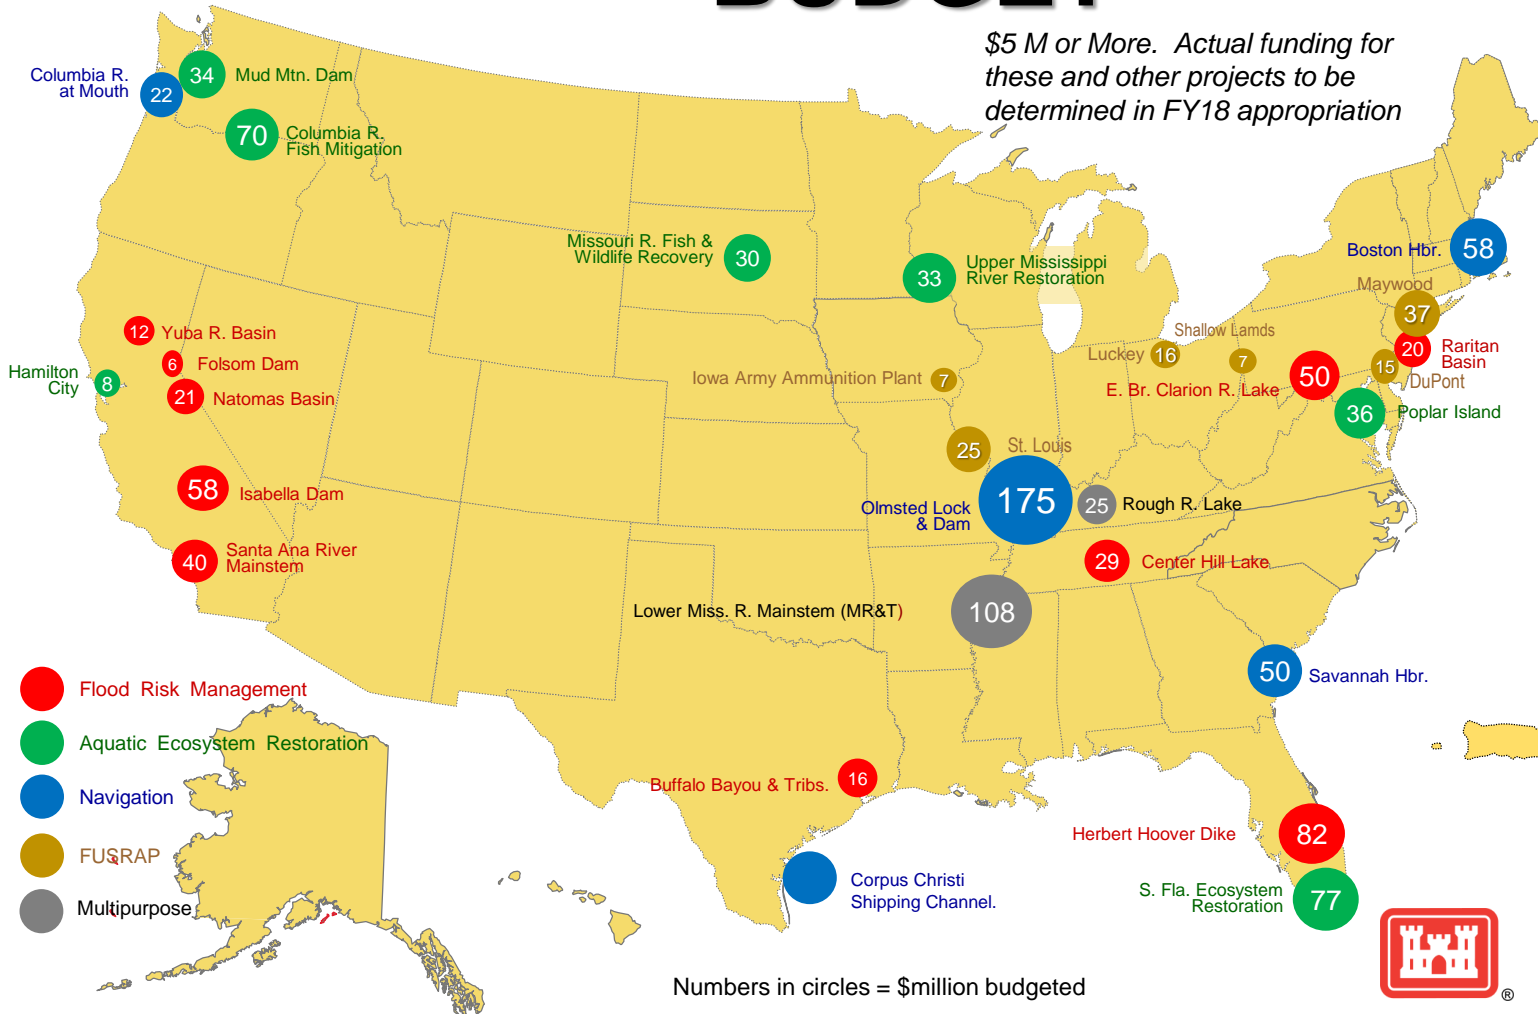 BUDGET
$5 M or More.  Actual funding for
these and other projects to be
determined in FY18 appropriation
Columbia R.
at Mouth
22
34
Mud Mtn. Dam
70
Columbia R.
Fish Mitigation
Missouri R. Fish &
Wildlife Recovery
30
33
Upper Mississippi
River Restoration
Boston Hbr.
58
Maywood
37
12
Yuba R. Basin
6
Folsom Dam
Hamilton
City
8
21
Natomas Basin
Iowa Army Ammunition Plant
7
Luckey
16
Shallow Lamds
7
E. Br. Clarion R. Lake
50
20
Raritan
Basin
15
DuPont
36
Poplar Island
25
St. Louis
58
Isabella Dam
Olmsted Lock
& Dam
175
25
Rough R. Lake
40
Santa Ana River
Mainstem
29
Center Hill Lake
Lower Miss. R. Mainstem (MR&T)
108
50
Savannah Hbr.
Flood Risk Management
Aquatic Ecosystem Restoration
Navigation
FUSRAP
Multipurpose
Buffalo Bayou & Tribs.
16
Corpus Christi
Shipping Channel.
Herbert Hoover Dike
82
S. Fla. Ecosystem
Restoration
77
Numbers in circles = $million budgeted
®